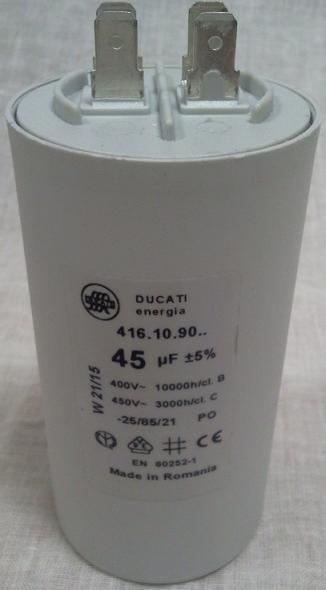 DUCATI
energia
416.10.90..
45 µF ±5%
400V~ 10000h/cl. B
450V~ 3000h/cl. C
-25/85/21 PO
W 21/15
CE
EN 60252-1
Made in Romania